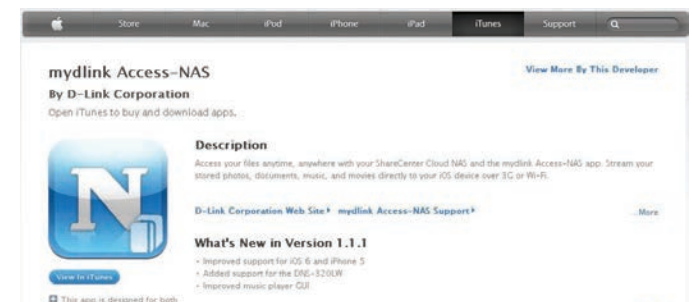 Store Mac iPod iPhone iPad iTunes Support
mydlink Access-NAS
View More By This Developer
By D-Link Corporation
Open iTunes to buy and download apps.
Description
Access your files anytime, anywhere with your ShareCenter Cloud NAS and the mydlink Access-NAS app. Stream your
stored photos, documents, music, and movies directly to your iOS device over 3G or Wi-Fi.
N
D-Link Corporation Web Site mydlink Access-NAS Support
...More
What's New in Version 1.1.1
- Improved support for iOS 6 and iPhone 5
- Added support for the DNS-320LW
- Improved music player GUI
View In iTunes
This app is designed for both